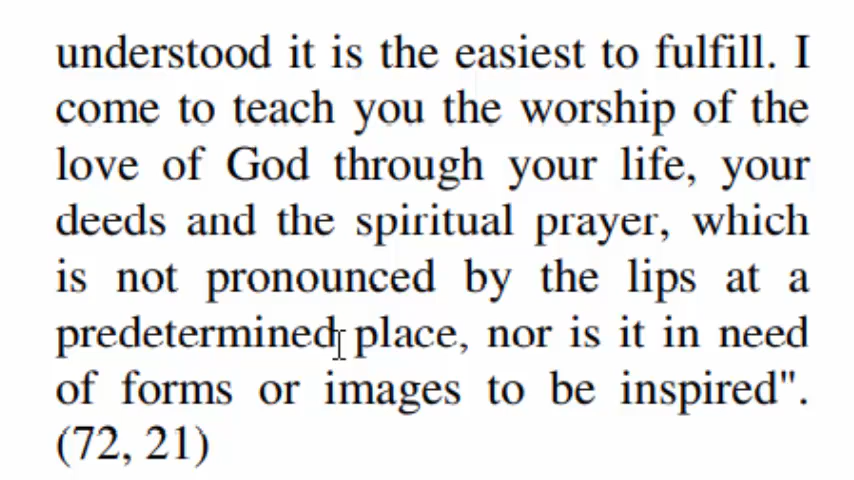 understood it is the easiest to fulfill. I
come to teach you the worship of the
love of God through your life, your
deeds and the spiritual prayer, which
is not pronounced by the lips at a
predetermined place, nor is it in need
of forms or images to be inspired".
(72, 21)